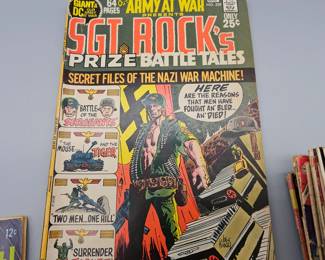 GIANT
DC
64
PAGES
OUR
ARMY AT WAR
PRESENTS
ONLY
25¢
SGT. ROCK's
PRIZE BATTLE TALES
SECRET FILES OF THE NAZI WAR MACHINE!
BATTLE
OF THE
THE
MOUSE
AND THE
TIGER
TWO MEN.. ONE HILL
SURRENDER
HERE
ARE THE REASONS
THAT MEN HAVE
FOUGHT AN' BLED...
AN' DIED!
12¢